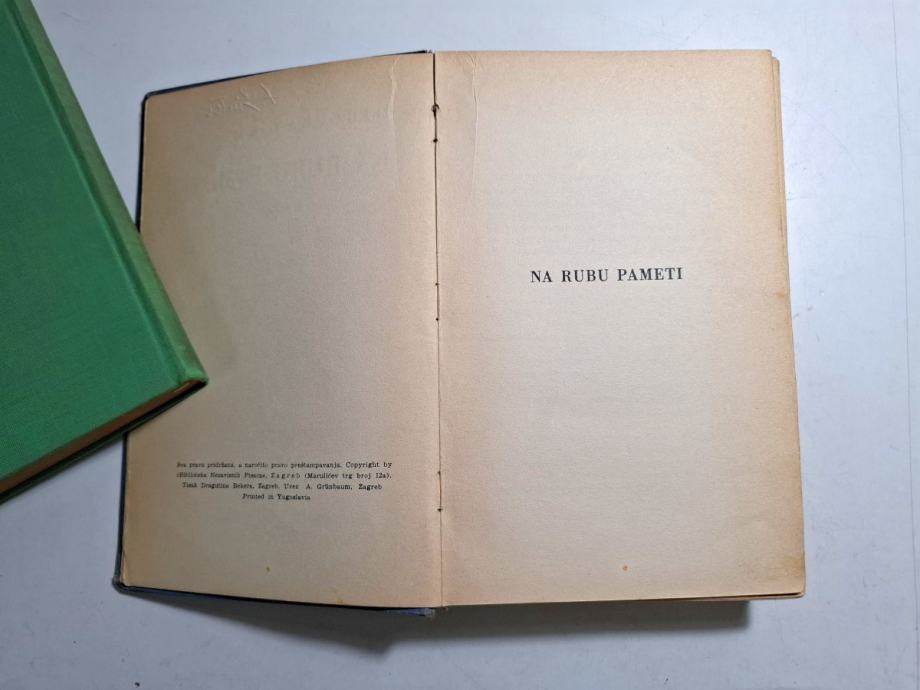 Sva prava pridržana, a naročito pravo preštampavanja. Copyright by
»Biblioteka Nezavisnih Pisaca«, Zagreb (Marulićev trg broj 12a).
Tisak Dragutina Bekera, Zagreb. Uvez A. Grünbaum, Zagreb
Printed in Yugoslavia
NA RUBU PAMETI